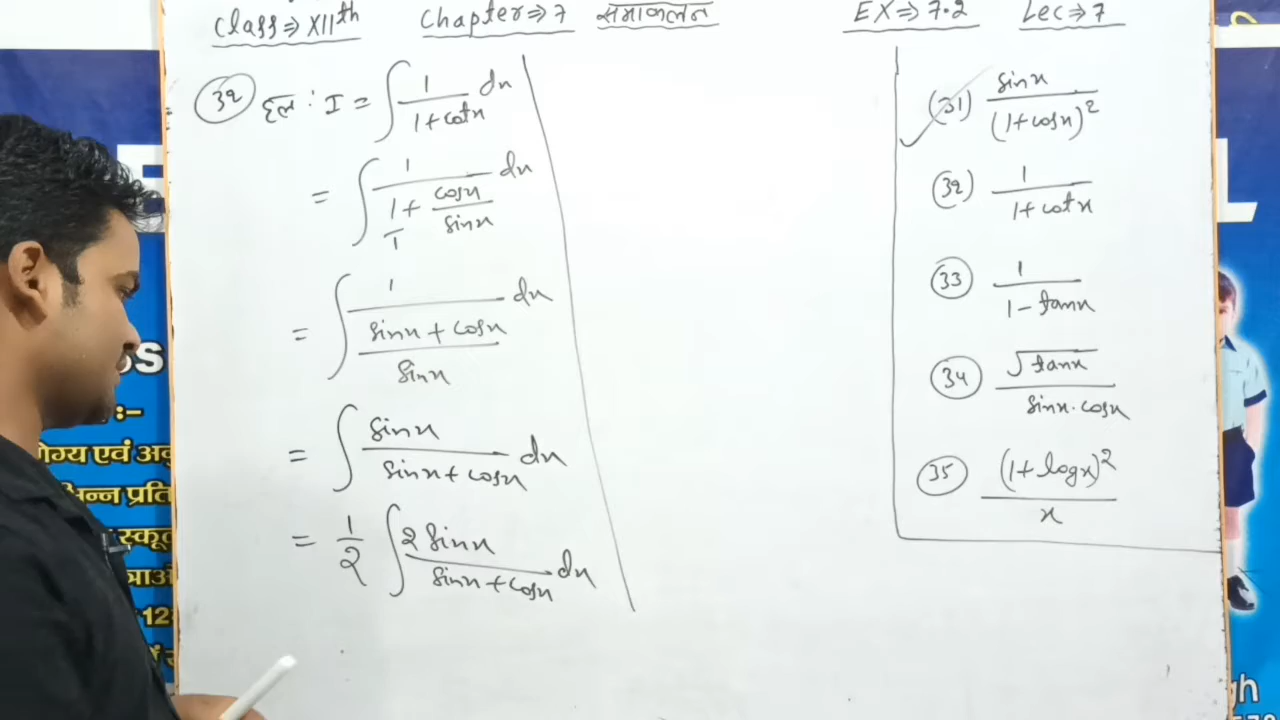 Class ⇒ XIIth Chapter ⇒ 7 समाकलन EX ⇒ 7.2 Lec ⇒ 7
(32) हल : I = ∫ 1/(1+cotx) dx
= ∫ 1/(1/1 + cosx/sinx) dx
= ∫ 1/((sinx + cosx)/sinx) dx
= ∫ sinx/(sinx + cosx) dx
= 1/2 ∫ 2 sinx/(sinx + cosx) dx
(31) sinx/(1+cosx)²
(32) 1/(1+cotx)
(33) 1/(1-tanx)
(34) √tanx/(sinx.cosx)
(35) (1+logx)²/x
:-
योग्य एवं
स्कूल
12